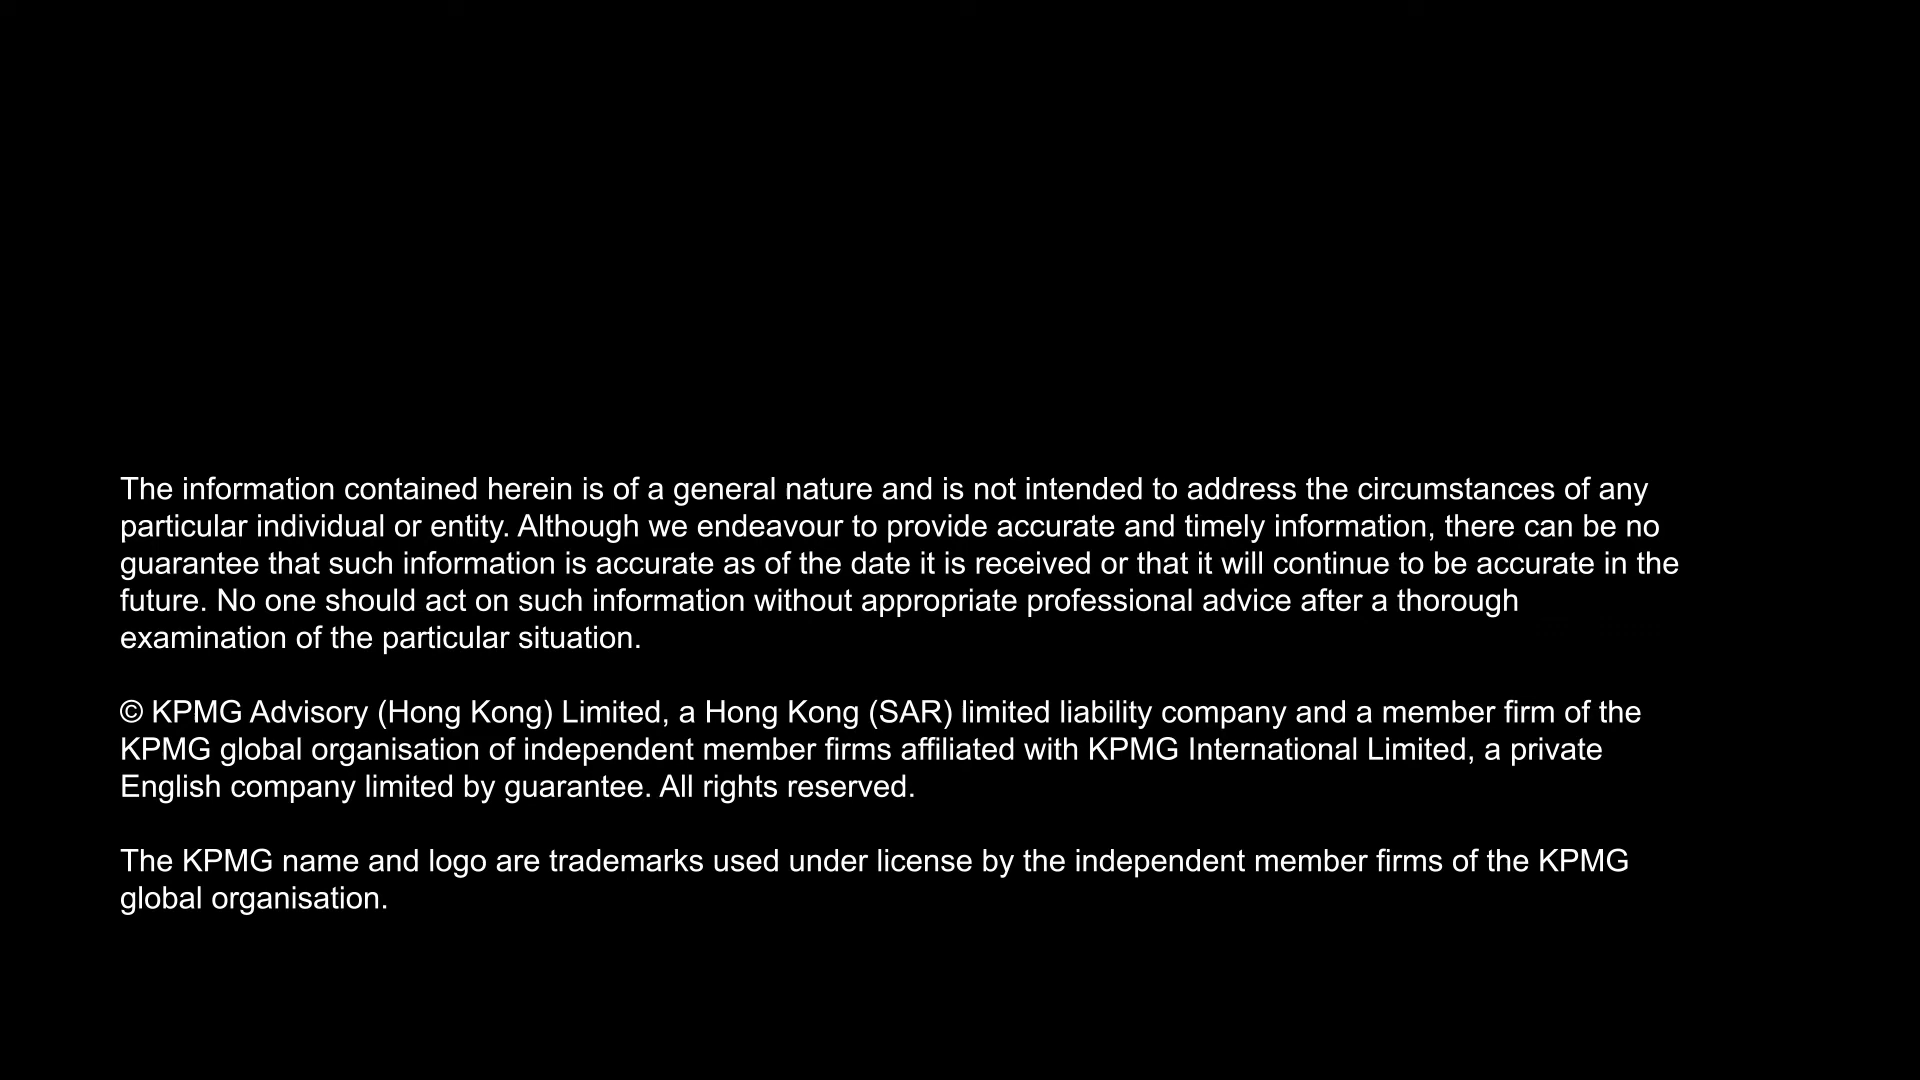 The information contained herein is of a general nature and is not intended to address the circumstances of any
particular individual or entity. Although we endeavour to provide accurate and timely information, there can be no
guarantee that such information is accurate as of the date it is received or that it will continue to be accurate in the
future. No one should act on such information without appropriate professional advice after a thorough
examination of the particular situation.
© KPMG Advisory (Hong Kong) Limited, a Hong Kong (SAR) limited liability company and a member firm of the
KPMG global organisation of independent member firms affiliated with KPMG International Limited, a private
English company limited by guarantee. All rights reserved.
The KPMG name and logo are trademarks used under license by the independent member firms of the KPMG
global organisation.